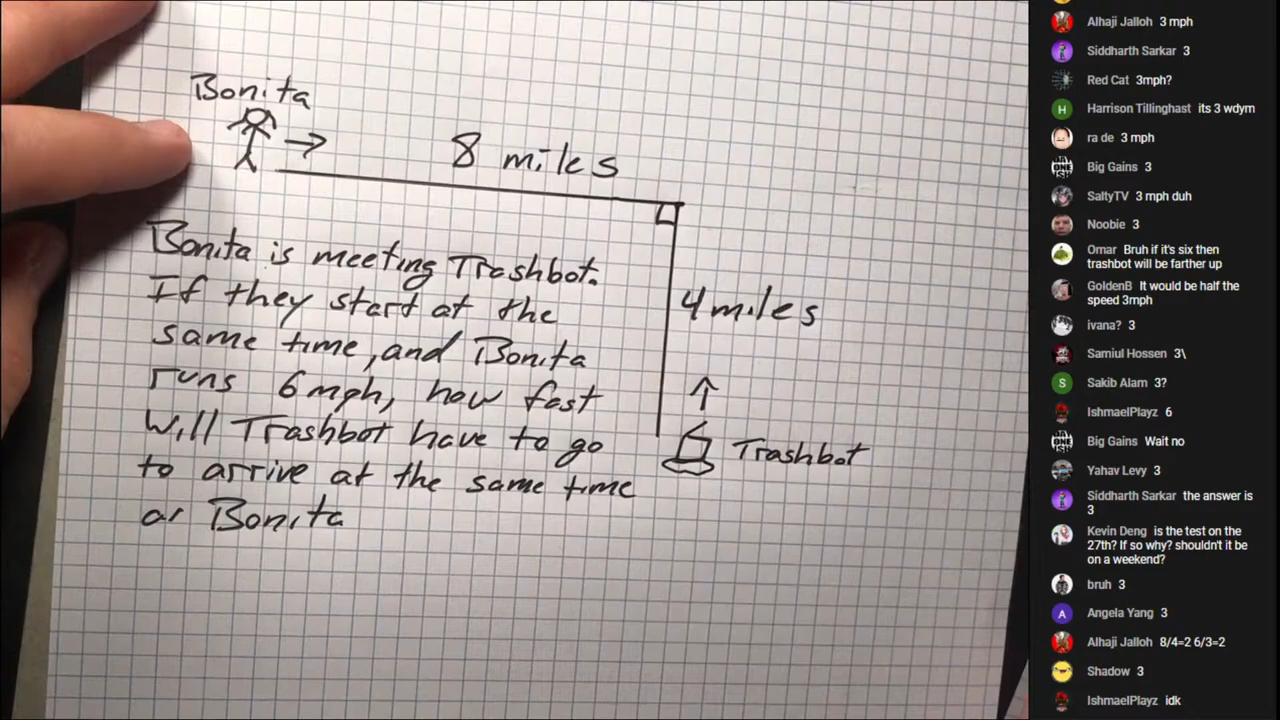 Bonita
8 miles
Bonita is meeting Trashbot.
If they start at the
same time, and Bonita
runs 6mph, how fast
will Trashbot have to go
to arrive at the same time
as Bonita
4 miles
Trashbot
Alhaji Jalloh 3 mph
Siddharth Sarkar 3
Red Cat 3mph?
Harrison Tillinghast its 3 wdym
ra de 3 mph
Big Gains 3
SaltyTV 3 mph duh
Noobie 3
Omar Bruh if it's six then
trashbot will be farther up
GoldenB It would be half the
speed 3mph
ivana? 3
Samiul Hossen 3\
Sakib Alam 3?
IshmaelPlayz 6
Big Gains Wait no
Yahav Levy 3
Siddharth Sarkar the answer is
3
Kevin Deng is the test on the
27th? If so why? shouldn't it be
on a weekend?
bruh 3
Angela Yang 3
Alhaji Jalloh 8/4=2 6/3=2
Shadow 3
IshmaelPlayz idk